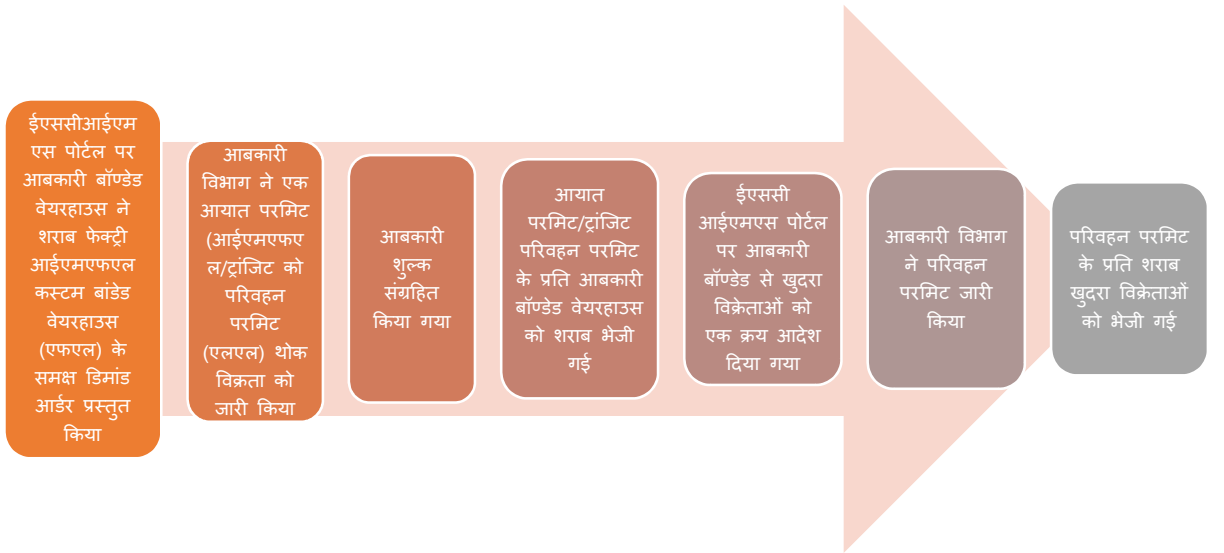 ईएससीआईएम
एस पोर्टल पर
आबकारी बॉण्डेड
वेयरहाउस ने
शराब फेक्ट्री
आईएमएफएल
कस्टम बांडेड
वेयरहाउस
(एफएल) के
समक्ष डिमांड
आर्डर प्रस्तुत
किया
आबकारी
विभाग ने एक
आयात परमिट
(आईएमएफए
ल/ट्रांजिट को
परिवहन
परमिट
(एलएल) थोक
विक्रता को
जारी किया
आबकारी
शुल्क
संग्रहित
किया गया
आयात
परमिट/ट्रांजिट
परिवहन परमिट
के प्रति आबकारी
बॉण्डेड वेयरहाउस
को शराब भेजी
गई
ईएससी
आईएमएस पोर्टल
पर आबकारी
बॉण्डेड से खुदरा
विक्रेताओं को
एक क्रय आदेश
दिया गया
आबकारी विभाग
ने परिवहन
परमिट जारी
किया
परिवहन परमिट
के प्रति शराब
खुदरा विक्रेताओं
को भेजी गई